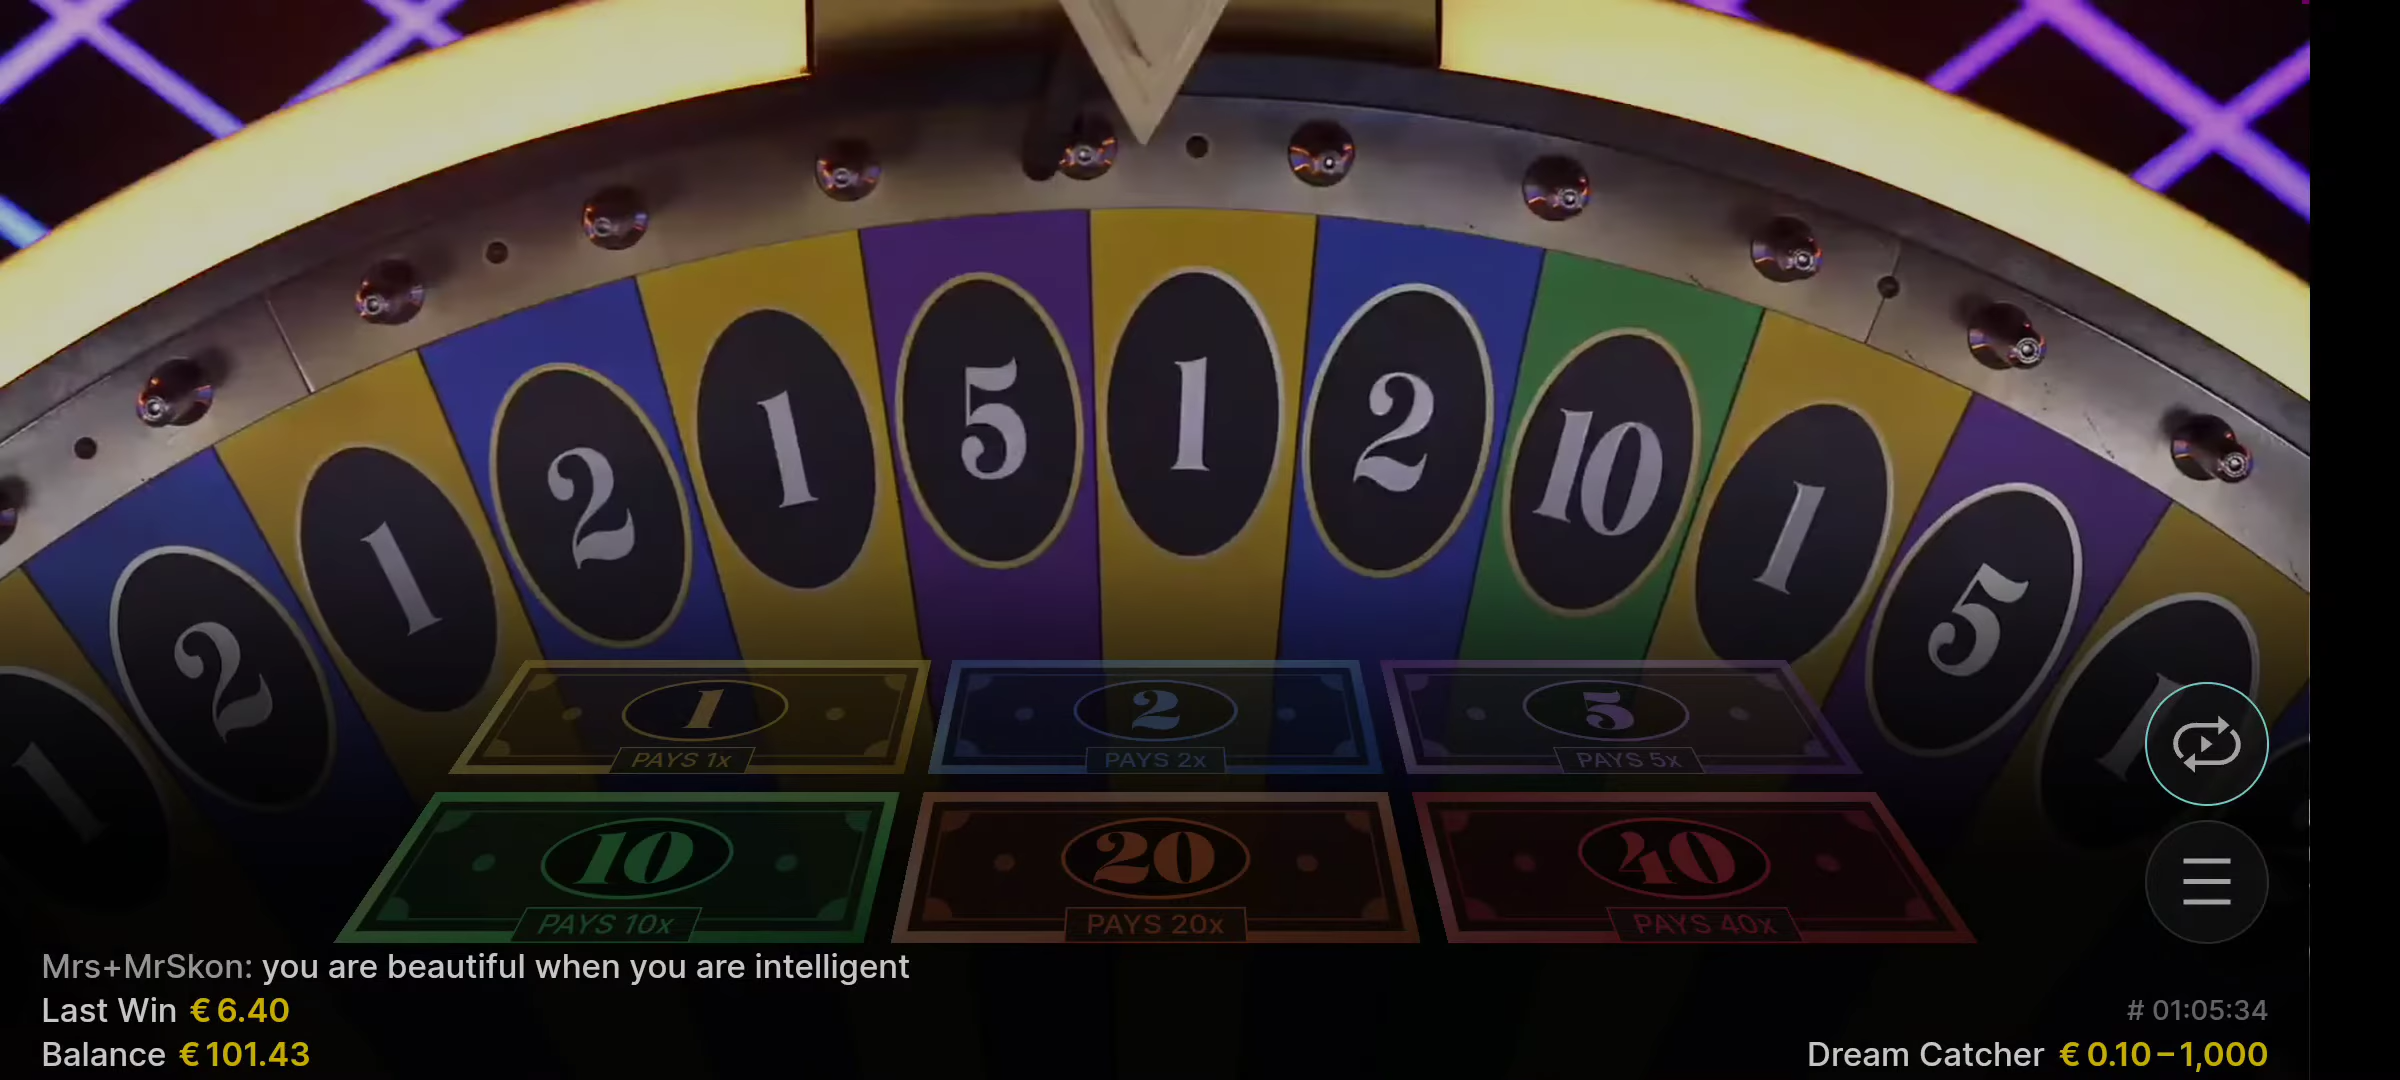 1 2 1 2 1 5 1 2 10 1 5 1
1 2 5
PAYS 1x PAYS 2x PAYS 5x
10 20 40
PAYS 10x PAYS 20x PAYS 40x
Mrs+MrSkon: you are beautiful when you are intelligent
Last Win €6.40
# 01:05:34
Balance €101.43
Dream Catcher €0.10–1,000